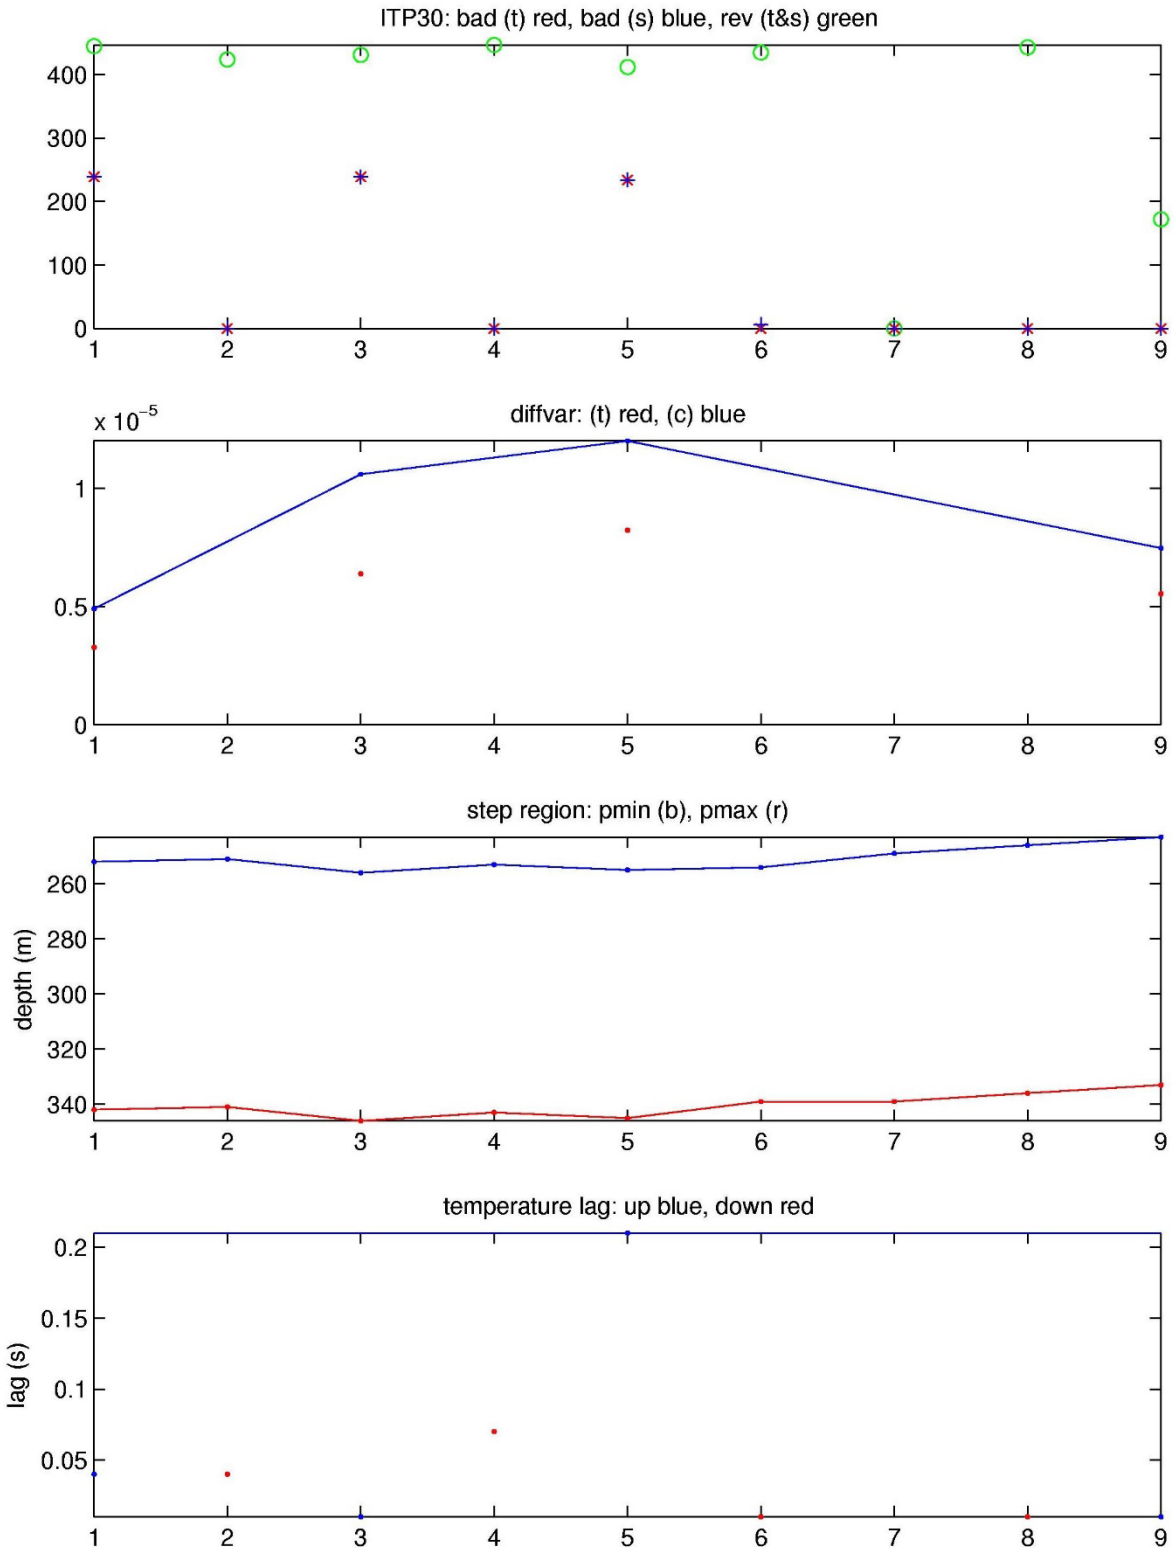 ITP30: bad (t) red, bad (s) blue, rev (t&s) green
400
300
200
100
0
1 2 3 4 5 6 7 8 9
x 10⁻⁵
diffvar: (t) red, (c) blue
1
0.5
0
1 2 3 4 5 6 7 8 9
step region: pmin (b), pmax (r)
depth (m)
260
280
300
320
340
1 2 3 4 5 6 7 8 9
temperature lag: up blue, down red
lag (s)
0.2
0.15
0.1
0.05
1 2 3 4 5 6 7 8 9